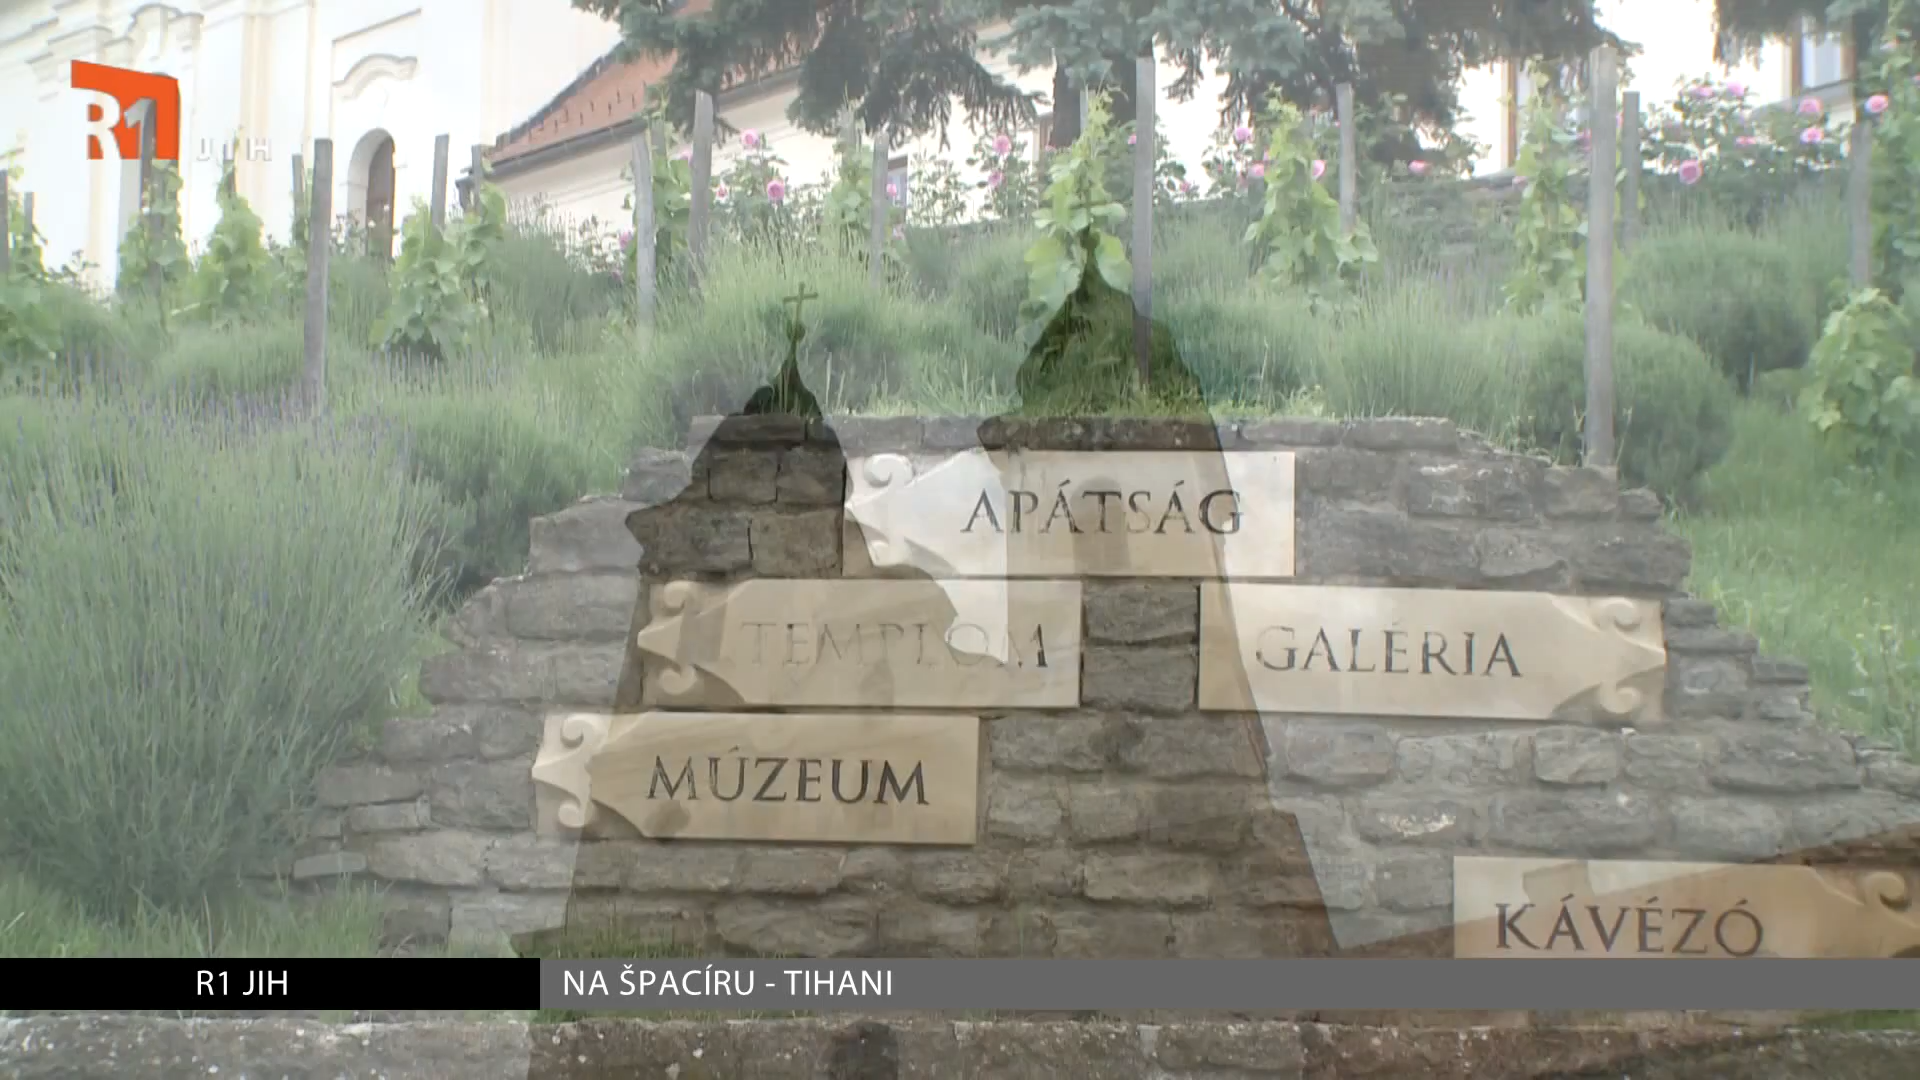 R1 JIH
APÁTSÁG
TEMPLOM
GALÉRIA
MÚZEUM
KÁVÉZÓ
R1 JIH
NA ŠPACÍRU - TIHANI